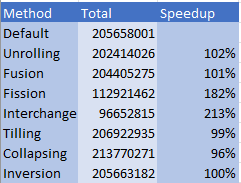 Method Total Speedup
Default 205658001
Unrolling 202414026 102%
Fusion 204405275 101%
Fission 112921462 182%
Interchange 96652815 213%
Tilling 206922935 99%
Collapsing 213770271 96%
Inversion 205663182 100%